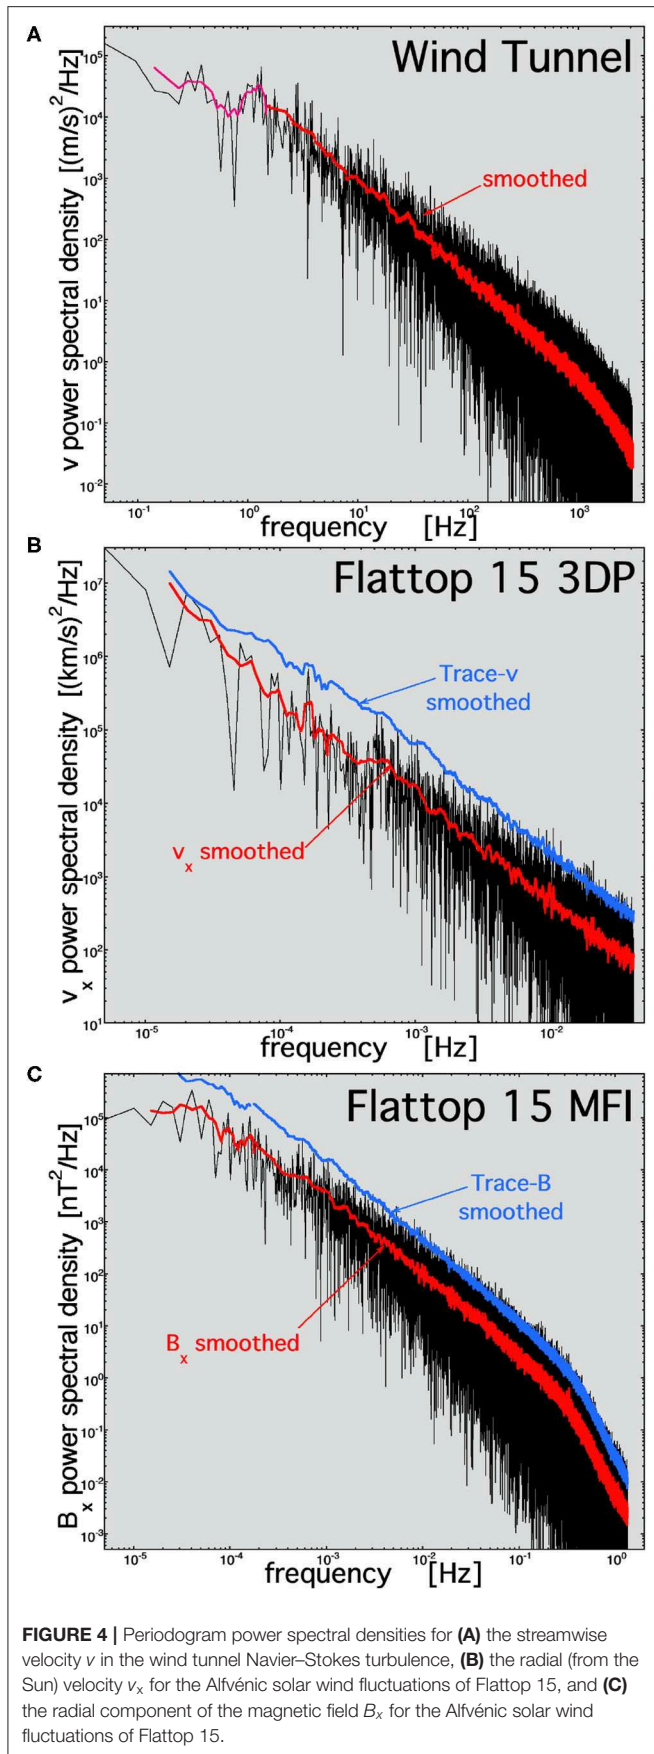 A
Wind Tunnel
v power spectral density [(m/s)²/Hz]
10⁵
10⁴
10³
10²
10¹
10⁰
10⁻¹
10⁻²
smoothed
10⁻¹ 10⁰ 10¹ 10² 10³
frequency [Hz]
B
Flattop 15 3DP
vₓ power spectral density [(km/s)²/Hz]
10⁷
10⁶
10⁵
10⁴
10³
10²
10¹
Trace-v
smoothed
vₓ smoothed
10⁻⁵ 10⁻⁴ 10⁻³ 10⁻²
frequency [Hz]
C
Flattop 15 MFI
Bₓ power spectral density [nT²/Hz]
10⁵
10⁴
10³
10²
10¹
10⁰
10⁻¹
10⁻²
10⁻³
Trace-B
smoothed
Bₓ smoothed
10⁻⁵ 10⁻⁴ 10⁻³ 10⁻² 10⁻¹ 10⁰
frequency [Hz]
FIGURE 4 | Periodogram power spectral densities for (A) the streamwise
velocity v in the wind tunnel Navier–Stokes turbulence, (B) the radial (from the
Sun) velocity vₓ for the Alfvénic solar wind fluctuations of Flattop 15, and (C)
the radial component of the magnetic field Bₓ for the Alfvénic solar wind
fluctuations of Flattop 15.